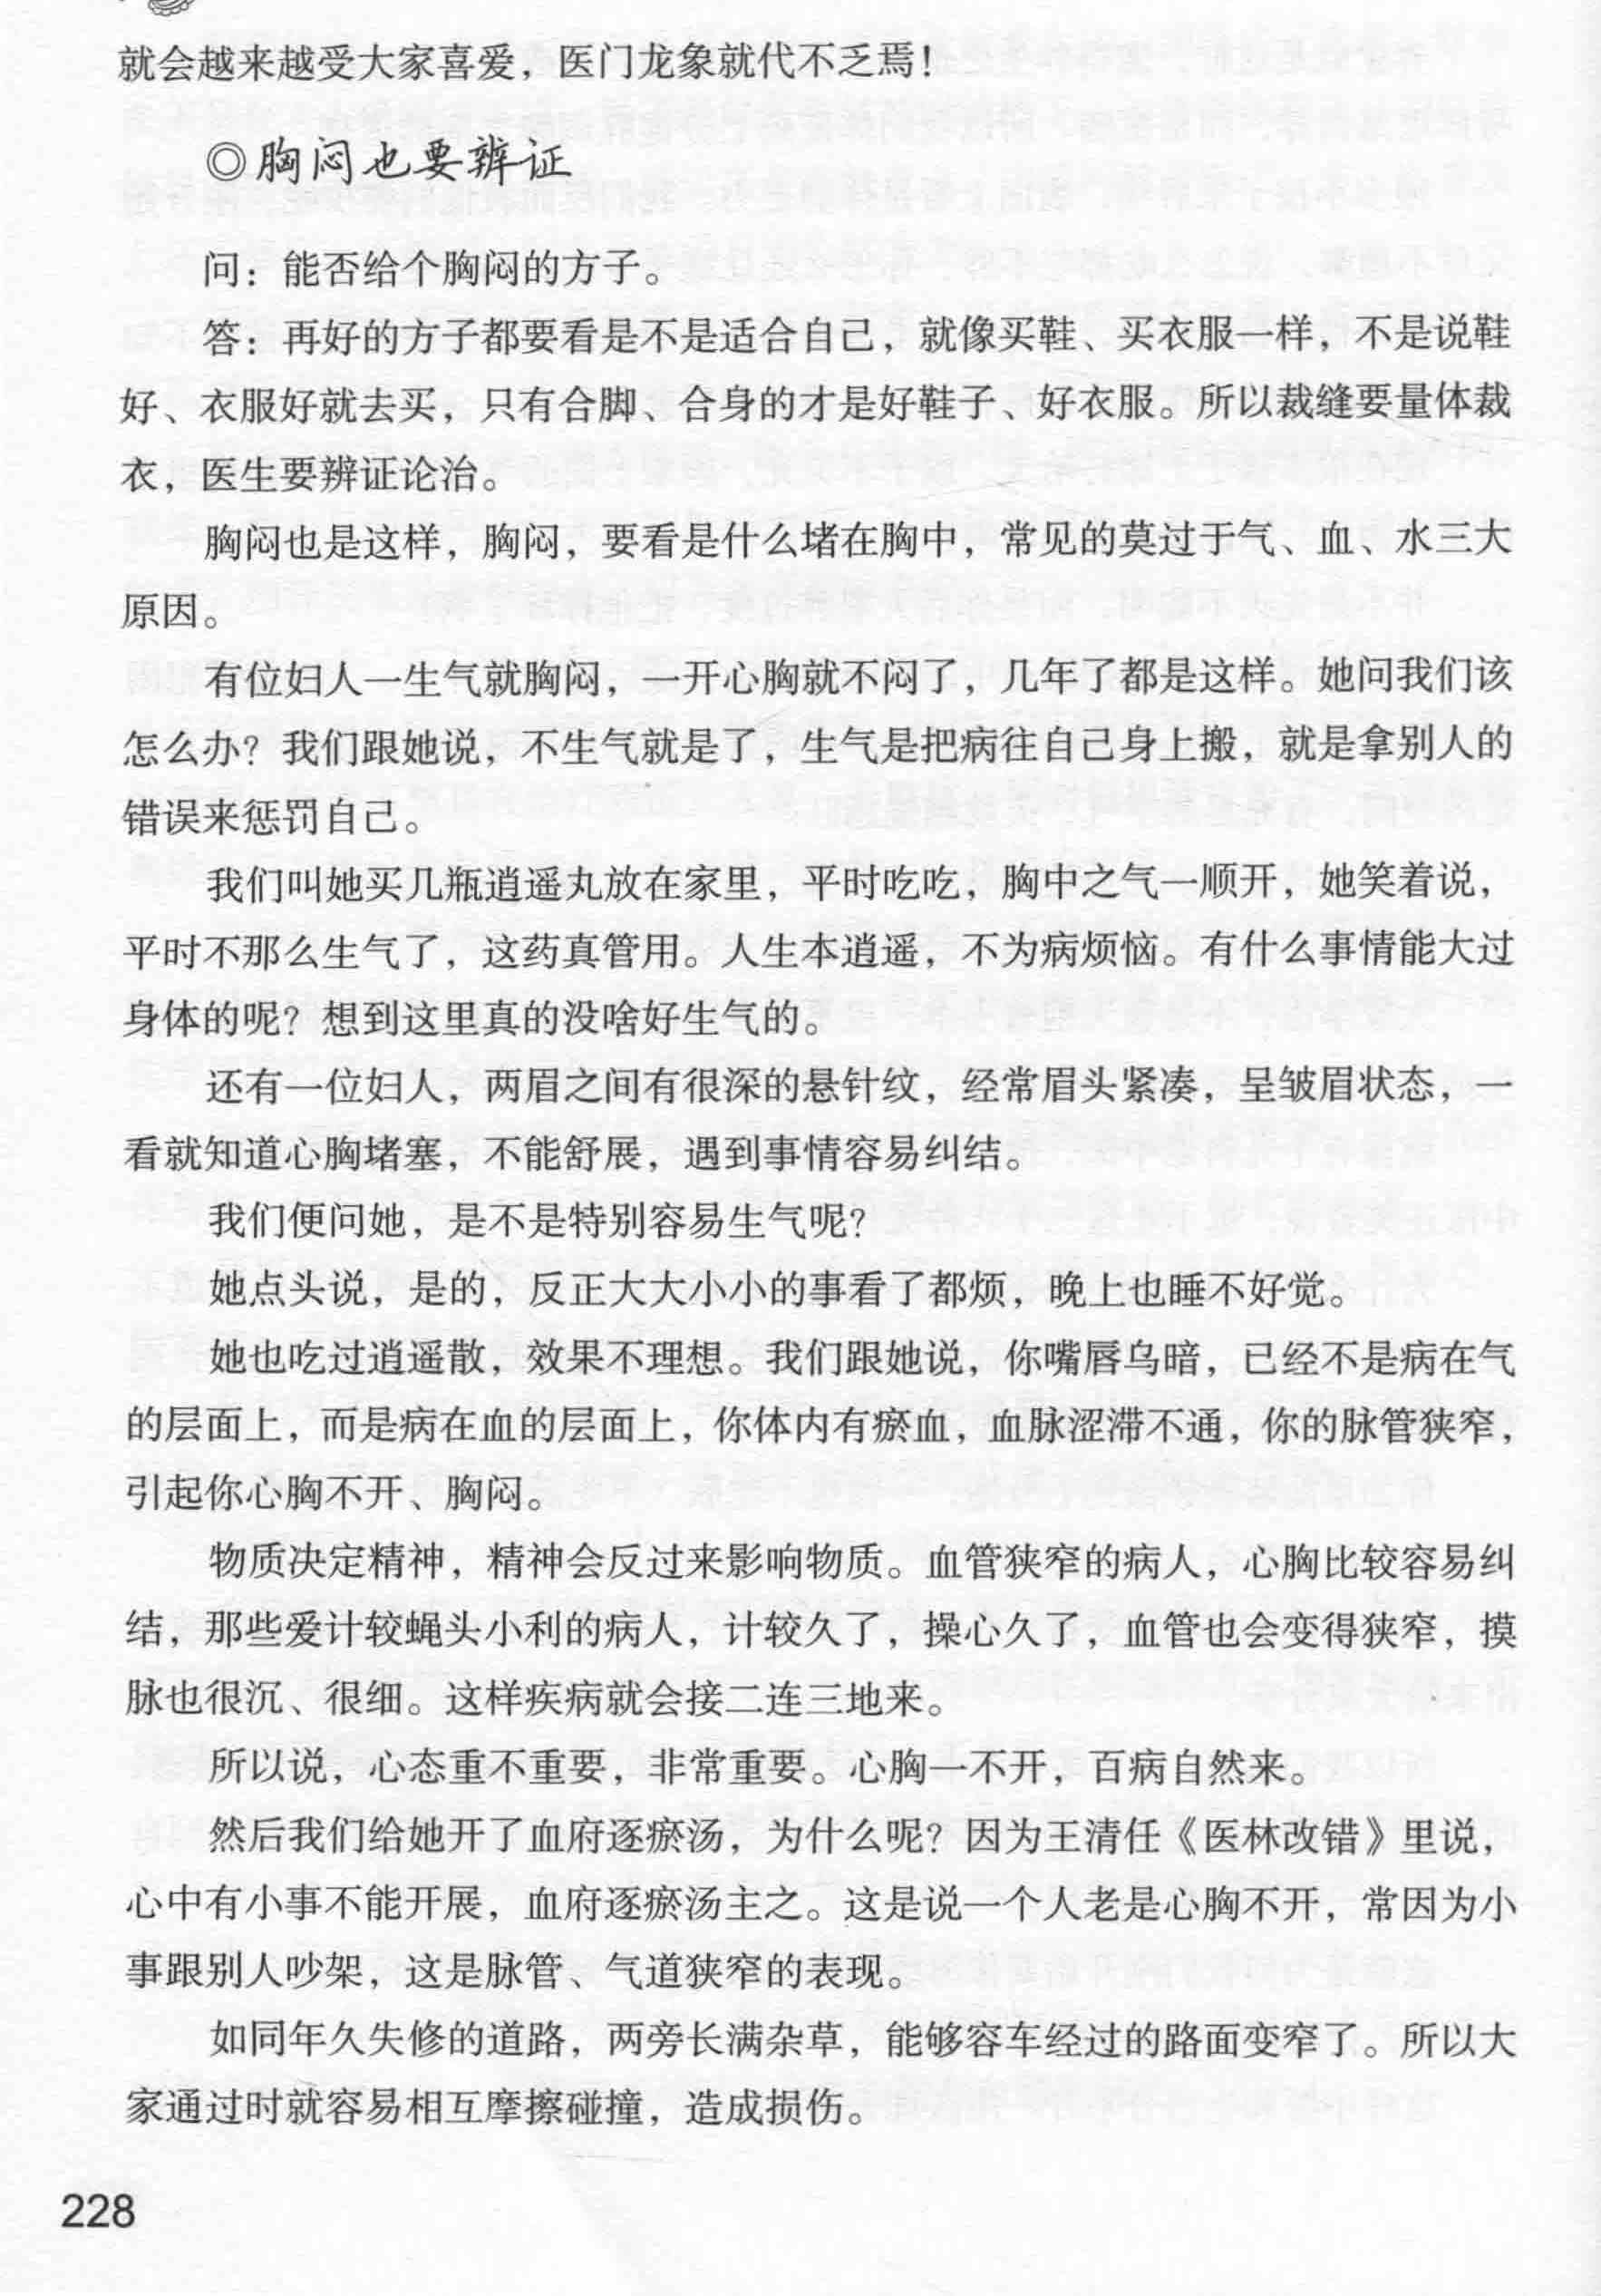 就会越来越受大家喜爱，医门龙象就代不乏焉！
◎胸闷也要辨证
问：能否给个胸闷的方子。
答：再好的方子都要看是不是适合自己，就像买鞋、买衣服一样，不是说鞋
好、衣服好就去买，只有合脚、合身的才是好鞋子、好衣服。所以裁缝要量体裁
衣，医生要辨证论治。
胸闷也是这样，胸闷，要看是什么堵在胸中，常见的莫过于气、血、水三大
原因。
有位妇人一生气就胸闷，一开心胸就不闷了，几年了都是这样。她问我们该
怎么办？我们跟她说，不生气就是了，生气是把病往自己身上搬，就是拿别人的
错误来惩罚自己。
我们叫她买几瓶逍遥丸放在家里，平时吃吃，胸中之气一顺开，她笑着说，
平时不那么生气了，这药真管用。人生本逍遥，不为病烦恼。有什么事情能大过
身体的呢？想到这里真的没啥好生气的。
还有一位妇人，两眉之间有很深的悬针纹，经常眉头紧凑，呈皱眉状态，一
看就知道心胸堵塞，不能舒展，遇到事情容易纠结。
我们便问她，是不是特别容易生气呢？
她点头说，是的，反正大大小小的事看了都烦，晚上也睡不好觉。
她也吃过逍遥散，效果不理想。我们跟她说，你嘴唇乌暗，已经不是病在气
的层面上，而是病在血的层面上，你体内有瘀血，血脉涩滞不通，你的脉管狭窄，
引起你心胸不开、胸闷。
物质决定精神，精神会反过来影响物质。血管狭窄的病人，心胸比较容易纠
结，那些爱计较蝇头小利的病人，计较久了，操心久了，血管也会变得狭窄，摸
脉也很沉、很细。这样疾病就会接二连三地来。
所以说，心态重不重要，非常重要。心胸一不开，百病自然来。
然后我们给她开了血府逐瘀汤，为什么呢？因为王清任《医林改错》里说，
心中有小事不能开展，血府逐瘀汤主之。这是说一个人老是心胸不开，常因为小
事跟别人吵架，这是脉管、气道狭窄的表现。
如同年久失修的道路，两旁长满杂草，能够容车经过的路面变窄了。所以大
家通过时就容易相互摩擦碰撞，造成损伤。
228